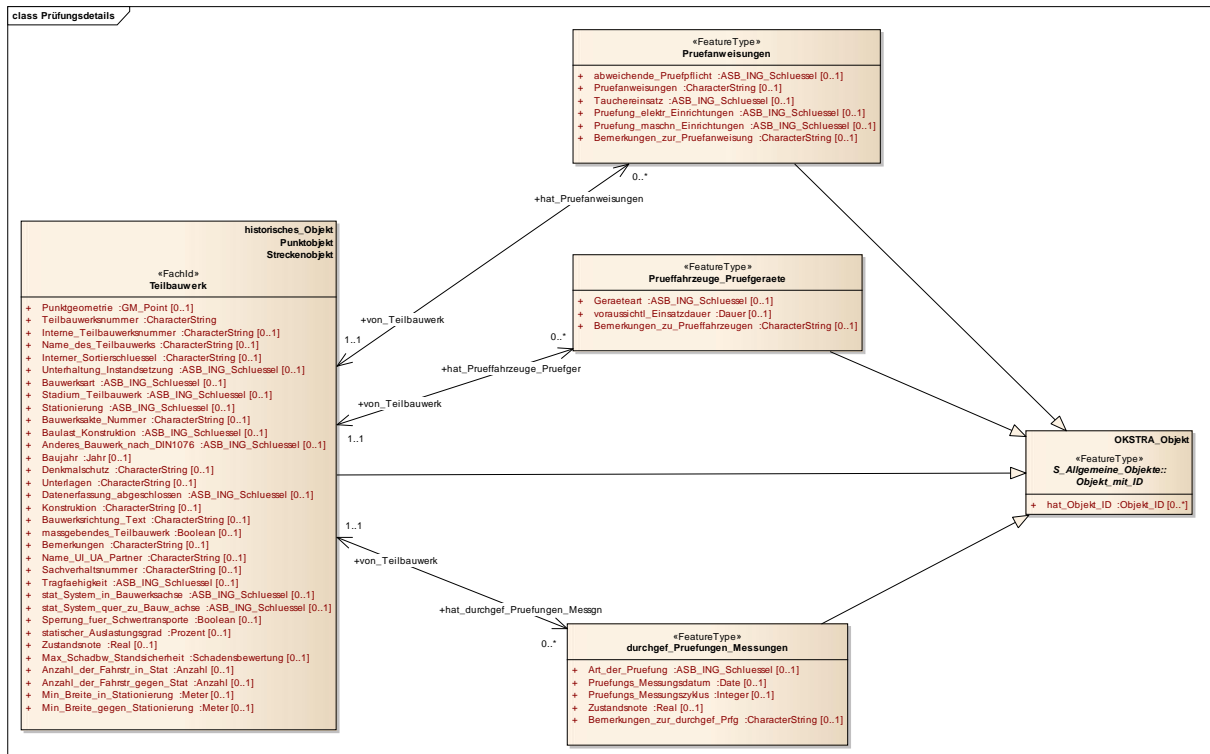 class Prüfungsdetails
«FeatureType»
Pruefanweisungen
+ abweichende_Pruefpflicht :ASB_ING_Schluessel [0..1]
+ Pruefanweisungen :CharacterString [0..1]
+ Tauchereinsatz :ASB_ING_Schluessel [0..1]
+ Pruefung_elektr_Einrichtungen :ASB_ING_Schluessel [0..1]
+ Pruefung_maschn_Einrichtungen :ASB_ING_Schluessel [0..1]
+ Bemerkungen_zur_Pruefanweisung :CharacterString [0..1]
0..*
+hat_Pruefanweisungen
+von_Teilbauwerk
1..1
historisches_Objekt
Punktobjekt
Streckenobjekt
«FachId»
Teilbauwerk
+ Punktgeometrie :GM_Point [0..1]
+ Teilbauwerksnummer :CharacterString
+ Interne_Teilbauwerksnummer :CharacterString [0..1]
+ Name_des_Teilbauwerks :CharacterString [0..1]
+ Interner_Sortierschluessel :CharacterString [0..1]
+ Unterhaltung_Instandsetzung :ASB_ING_Schluessel [0..1]
+ Bauwerksart :ASB_ING_Schluessel [0..1]
+ Stadium_Teilbauwerk :ASB_ING_Schluessel [0..1]
+ Stationierung :ASB_ING_Schluessel [0..1]
+ Bauwerksakte_Nummer :CharacterString [0..1]
+ Baulast_Konstruktion :ASB_ING_Schluessel [0..1]
+ Anderes_Bauwerk_nach_DIN1076 :ASB_ING_Schluessel [0..1]
+ Baujahr :Jahr [0..1]
+ Denkmalschutz :CharacterString [0..1]
+ Unterlagen :CharacterString [0..1]
+ Datenerfassung_abgeschlossen :ASB_ING_Schluessel [0..1]
+ Konstruktion :CharacterString [0..1]
+ Bauwerksrichtung_Text :CharacterString [0..1]
+ massgebendes_Teilbauwerk :Boolean [0..1]
+ Bemerkungen :CharacterString [0..1]
+ Name_UI_UA_Partner :CharacterString [0..1]
+ Sachverhaltsnummer :CharacterString [0..1]
+ Tragfaehigkeit :ASB_ING_Schluessel [0..1]
+ stat_System_in_Bauwerksachse :ASB_ING_Schluessel [0..1]
+ stat_System_quer_zu_Bauw_achse :ASB_ING_Schluessel [0..1]
+ Sperrung_fuer_Schwertransporte :Boolean [0..1]
+ statischer_Auslastungsgrad :Prozent [0..1]
+ Zustandsnote :Real [0..1]
+ Max_Schadbw_Standsicherheit :Schadensbewertung [0..1]
+ Anzahl_der_Fahrstr_in_Stat :Anzahl [0..1]
+ Anzahl_der_Fahrstr_gegen_Stat :Anzahl [0..1]
+ Min_Breite_in_Stationierung :Meter [0..1]
+ Min_Breite_gegen_Stationierung :Meter [0..1]
«FeatureType»
Prueffahrzeuge_Pruefgeraete
+ Geraeteart :ASB_ING_Schluessel [0..1]
+ voraussichtl_Einsatzdauer :Dauer [0..1]
+ Bemerkungen_zu_Prueffahrzeugen :CharacterString [0..1]
0..*
+hat_Prueffahrzeuge_Pruefger
+von_Teilbauwerk
1..1
OKSTRA_Objekt
«FeatureType»
S_Allgemeine_Objekte::
Objekt_mit_ID
+ hat_Objekt_ID :Objekt_ID [0..*]
1..1
+von_Teilbauwerk
+hat_durchgef_Pruefungen_Messgn
0..*
«FeatureType»
durchgef_Pruefungen_Messungen
+ Art_der_Pruefung :ASB_ING_Schluessel [0..1]
+ Pruefungs_Messungsdatum :Date [0..1]
+ Pruefungs_Messungszyklus :Integer [0..1]
+ Zustandsnote :Real [0..1]
+ Bemerkungen_zur_durchgef_Prfg :CharacterString [0..1]